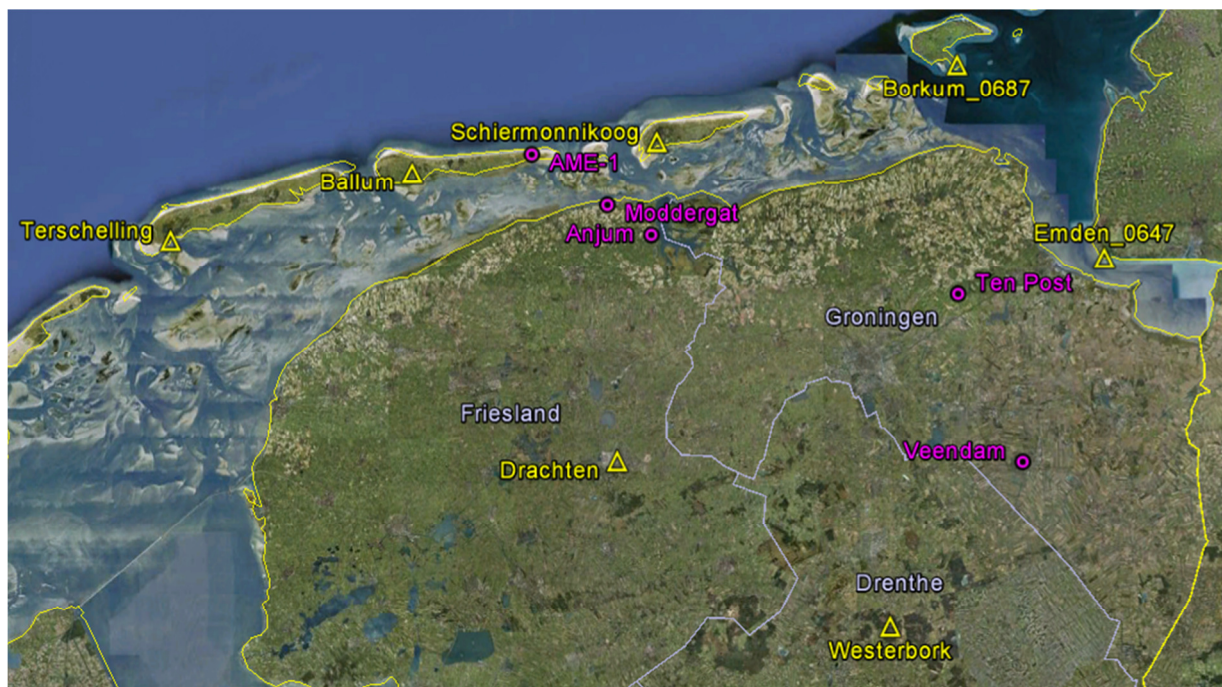 Borkum_0687
Schiermonnikoog
AME-1
Ballum
Moddergat
Terschelling
Anjum
Emden_0647
Ten Post
Groningen
Friesland
Veendam
Drachten
Drenthe
Westerbork